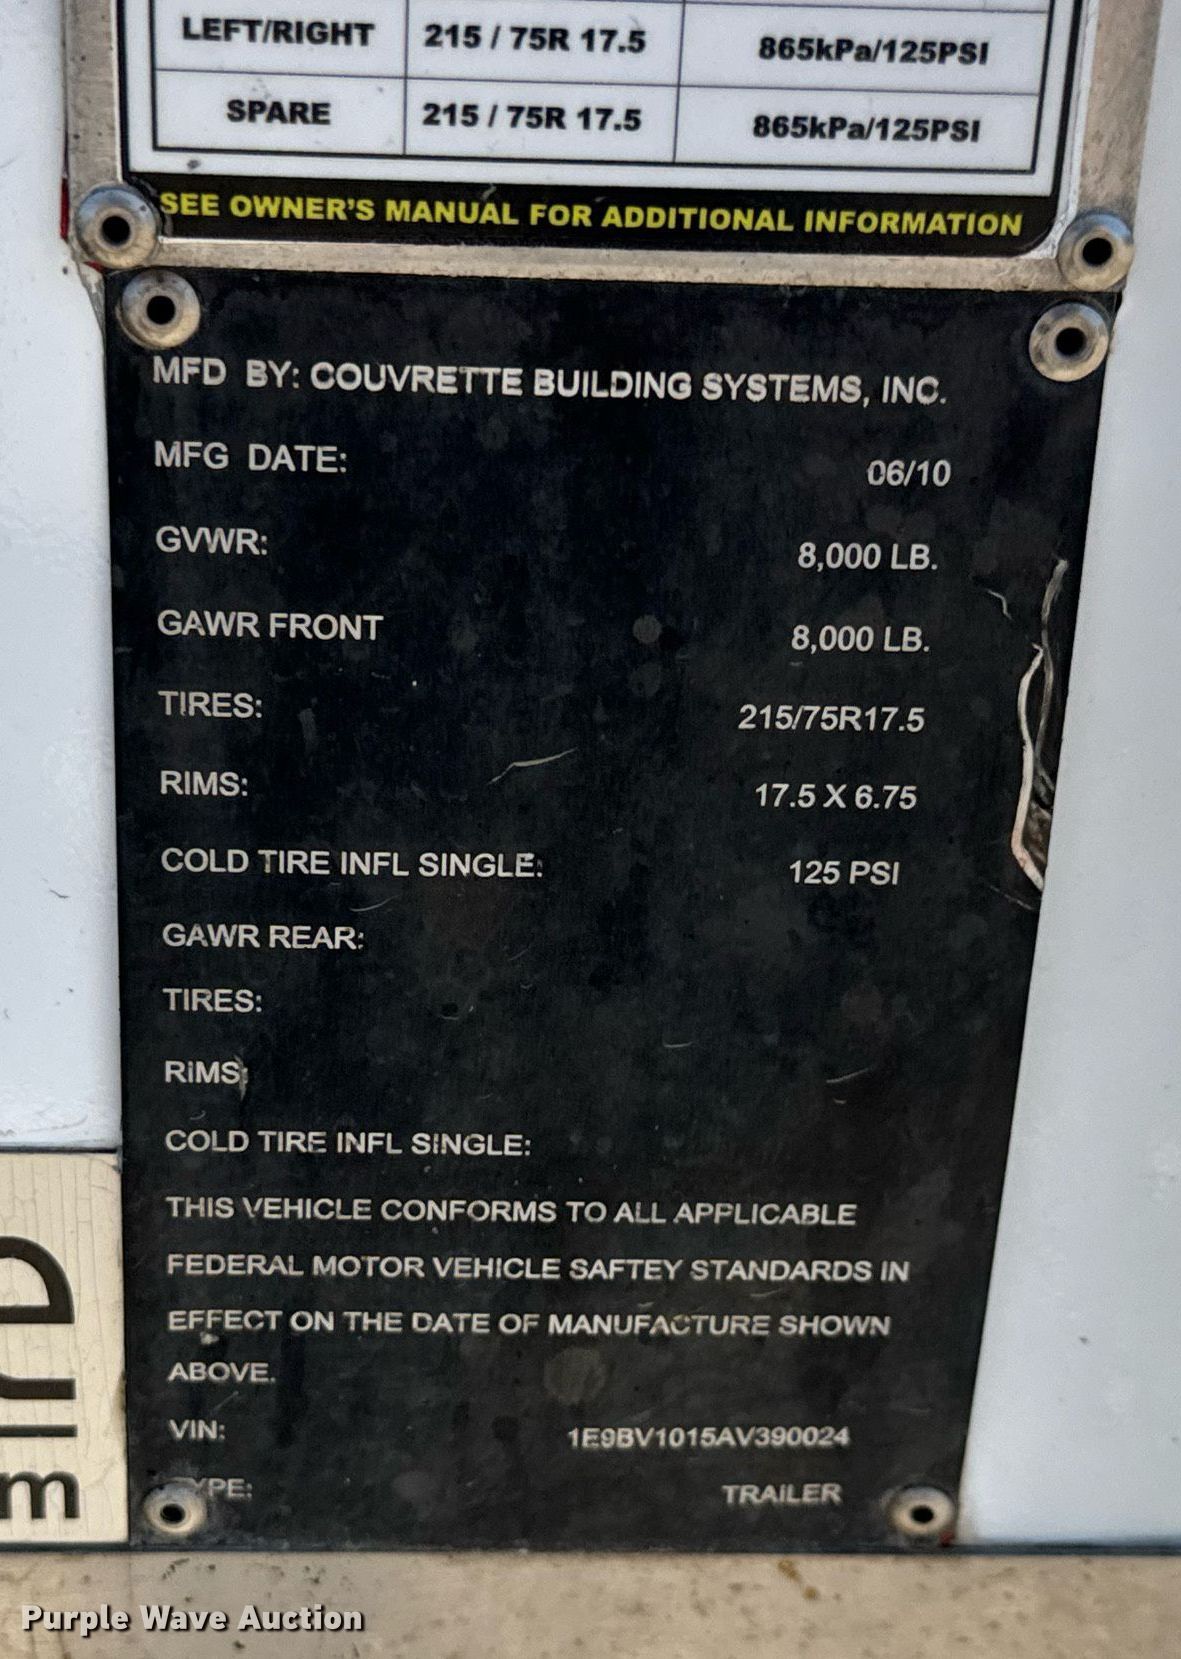 LEFT/RIGHT 215 / 75R 17.5 865kPa/125PSI
SPARE 215 / 75R 17.5 865kPa/125PSI
SEE OWNER'S MANUAL FOR ADDITIONAL INFORMATION
MFD BY: COUVRETTE BUILDING SYSTEMS, INC.
MFG DATE: 06/10
GVWR: 8,000 LB.
GAWR FRONT 8,000 LB.
TIRES: 215/75R17.5
RIMS: 17.5 X 6.75
COLD TIRE INFL SINGLE: 125 PSI
GAWR REAR:
TIRES:
RIMS:
COLD TIRE INFL SINGLE:
THIS VEHICLE CONFORMS TO ALL APPLICABLE
FEDERAL MOTOR VEHICLE SAFTEY STANDARDS IN
EFFECT ON THE DATE OF MANUFACTURE SHOWN
ABOVE.
VIN: 1E9BV1015AV390024
TYPE: TRAILER
Purple Wave Auction